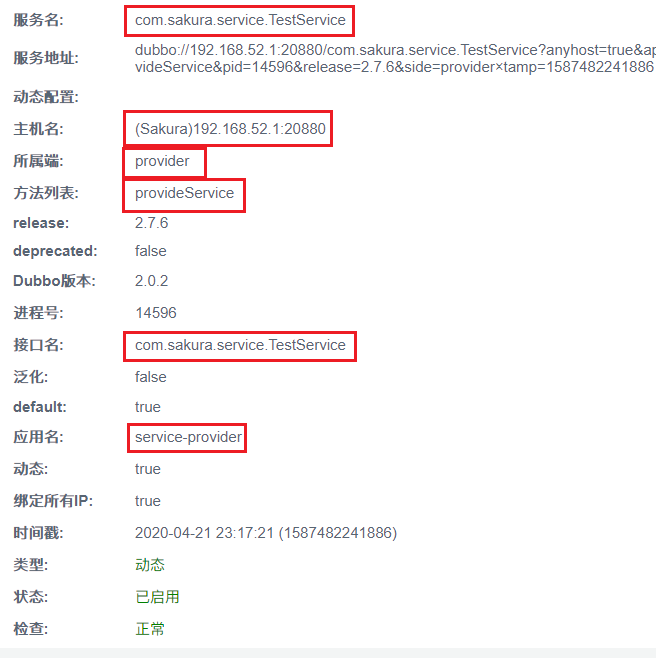 服务名: com.sakura.service.TestService
服务地址: dubbo://192.168.52.1:20880/com.sakura.service.TestService?anyhost=true&ap
videService&pid=14596&release=2.7.6&side=provider×tamp=1587482241886
动态配置:
主机名: (Sakura)192.168.52.1:20880
所属端: provider
方法列表: provideService
release: 2.7.6
deprecated: false
Dubbo版本: 2.0.2
进程号: 14596
接口名: com.sakura.service.TestService
泛化: false
default: true
应用名: service-provider
动态: true
绑定所有IP: true
时间戳: 2020-04-21 23:17:21 (1587482241886)
类型: 动态
状态: 已启用
检查: 正常